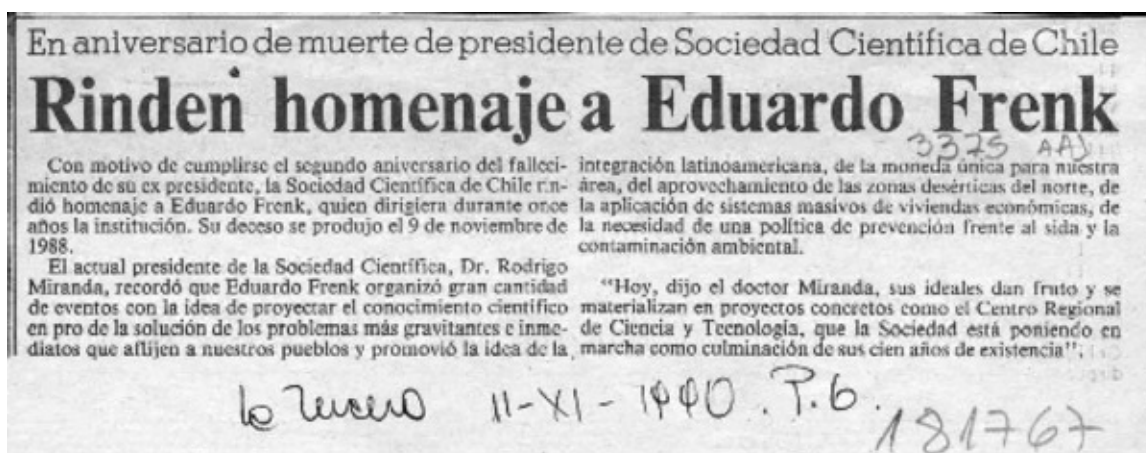 En aniversario de muerte de presidente de Sociedad Científica de Chile
Rinden homenaje a Eduardo Frenk
3325 AAJ
Con motivo de cumplirse el segundo aniversario del falleci-
miento de su ex presidente, la Sociedad Científica de Chile rin-
dió homenaje a Eduardo Frenk, quien dirigiera durante once
años la institución. Su deceso se produjo el 9 de noviembre de
1988.
El actual presidente de la Sociedad Científica, Dr. Rodrigo
Miranda, recordó que Eduardo Frenk organizó gran cantidad
de eventos con la idea de proyectar el conocimiento científico
en pro de la solución de los problemas más gravitantes e inme-
diatos que aflijen a nuestros pueblos y promovió la idea de la
integración latinoamericana, de la moneda única para nuestra
área, del aprovechamiento de las zonas desérticas del norte, de
la aplicación de sistemas masivos de viviendas económicas, de
la necesidad de una política de prevención frente al sida y la
contaminación ambiental.
"Hoy, dijo el doctor Miranda, sus ideales dan fruto y se
materializan en proyectos concretos como el Centro Regional
de Ciencia y Tecnología, que la Sociedad está poniendo en
marcha como culminación de sus cien años de existencia".
La Tercera 11-XI-1990. P.6.
181767